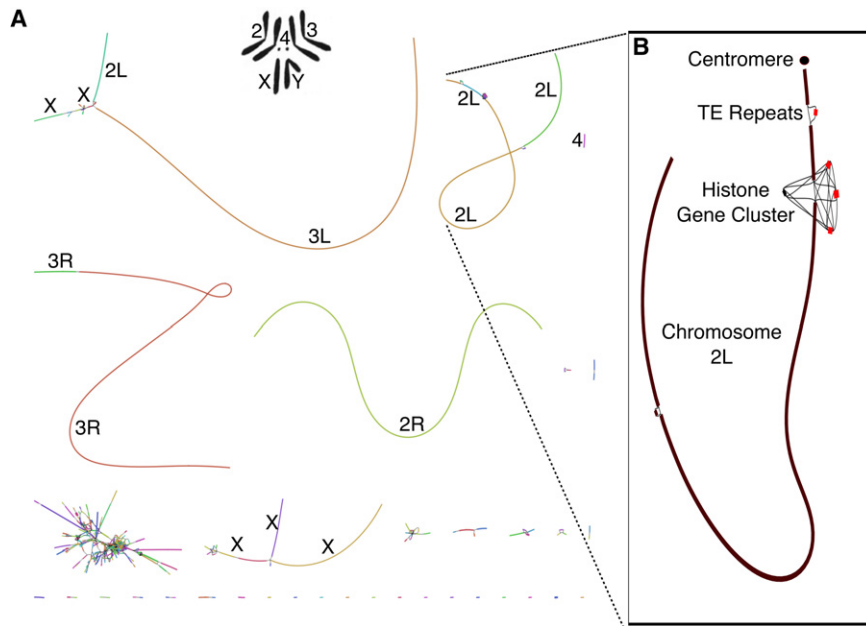 A
2 4 3
X Y
2L
X X
3L
2L
2L
4
2L
3R
3R
2R
X
X
X
B
Centromere
TE Repeats
Histone
Gene Cluster
Chromosome
2L